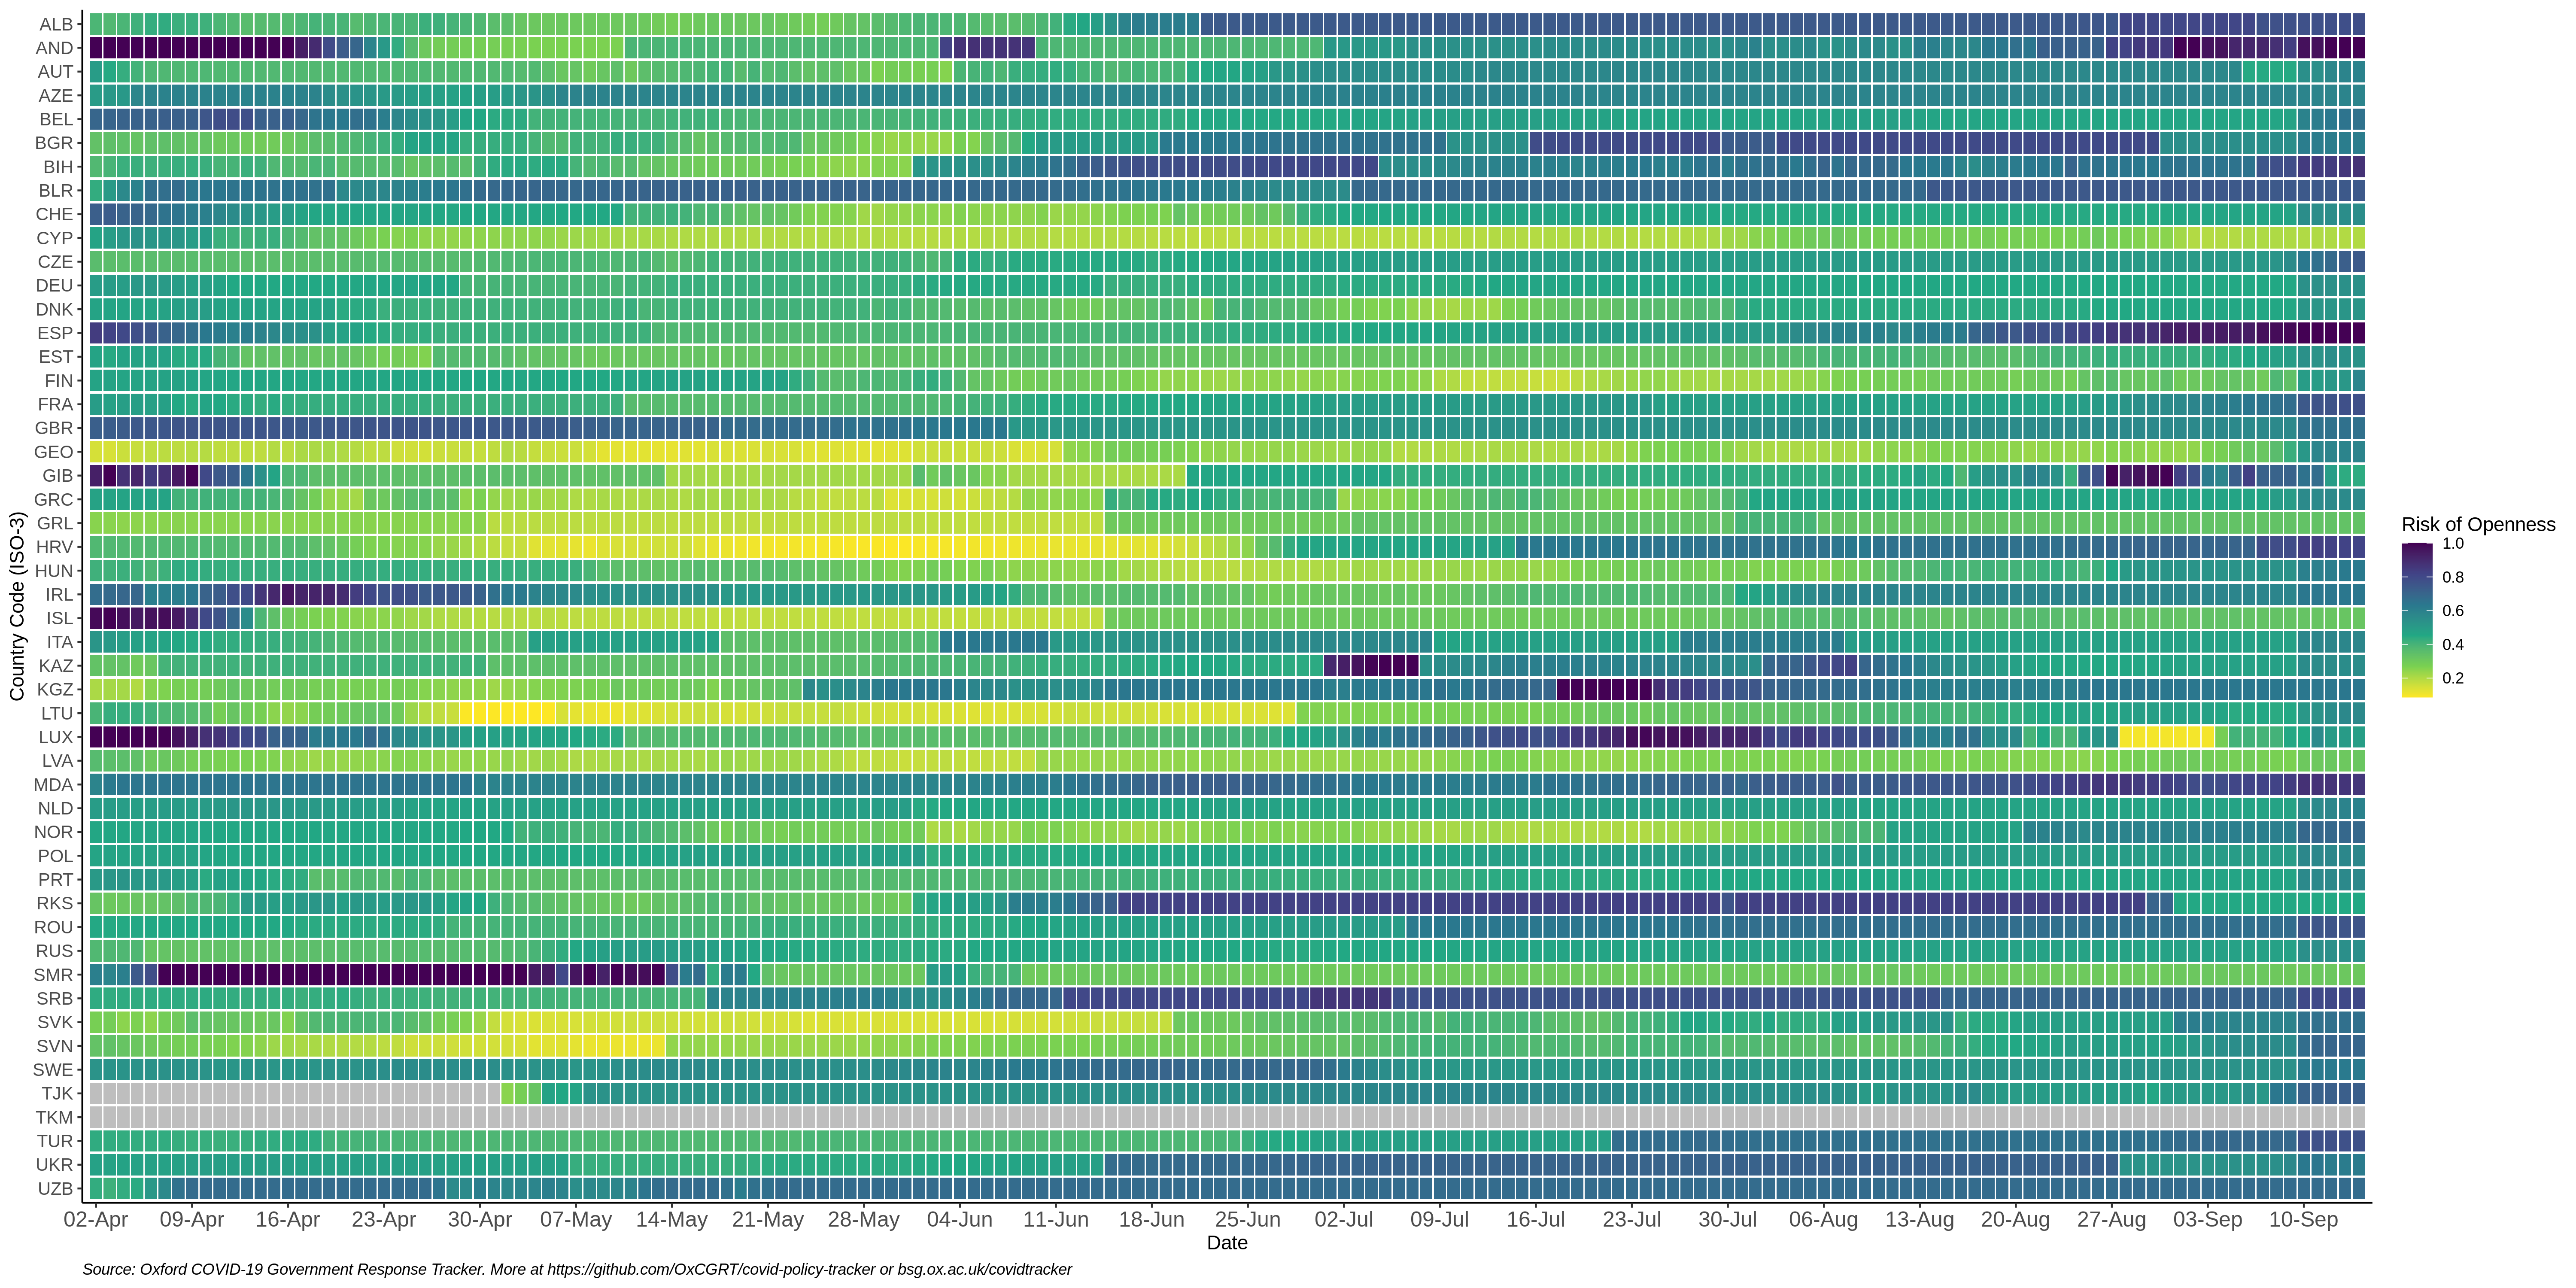 ALB
AND
AUT
AZE
BEL
BGR
BIH
BLR
CHE
CYP
CZE
DEU
DNK
ESP
EST
FIN
FRA
GBR
GEO
GIB
GRC
GRL
HRV
HUN
IRL
ISL
ITA
KAZ
KGZ
LTU
LUX
LVA
MDA
NLD
NOR
POL
PRT
RKS
ROU
RUS
SMR
SRB
SVK
SVN
SWE
TJK
TKM
TUR
UKR
UZB
Country Code (ISO-3)
02-Apr 09-Apr 16-Apr 23-Apr 30-Apr 07-May 14-May 21-May 28-May 04-Jun 11-Jun 18-Jun 25-Jun 02-Jul 09-Jul 16-Jul 23-Jul 30-Jul 06-Aug 13-Aug 20-Aug 27-Aug 03-Sep 10-Sep
Date
Risk of Openness
1.0
0.8
0.6
0.4
0.2
Source: Oxford COVID-19 Government Response Tracker. More at https://github.com/OxCGRT/covid-policy-tracker or bsg.ox.ac.uk/covidtracker